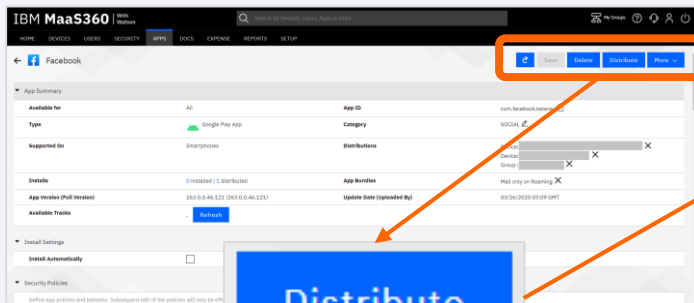 IBM MaaS360 | With Watson
Search for Devices, Users, Apps or Docs
My Groups
HOME DEVICES USERS SECURITY APPS DOCS EXPENSE REPORTS SETUP
Facebook
Save Delete Distribute More
App Summary
Available for All App ID com.facebook.katana
Type Google Play App Category SOCIAL
Supported On Smartphones Distributions Device:
Device:
Group :
Installs 0 installed | 1 distributed App Bundles Mail only on Roaming
App Version (Full Version) 263.0.0.46.121 (263.0.0.46.121) Update Date (Uploaded By) 03/26/2020 03:09 GMT
Available Tracks - Refresh
Install Settings
Install Automatically
Security Policies
Define app policies and behavior. Subsequent edit of the policies will only be
Distribute